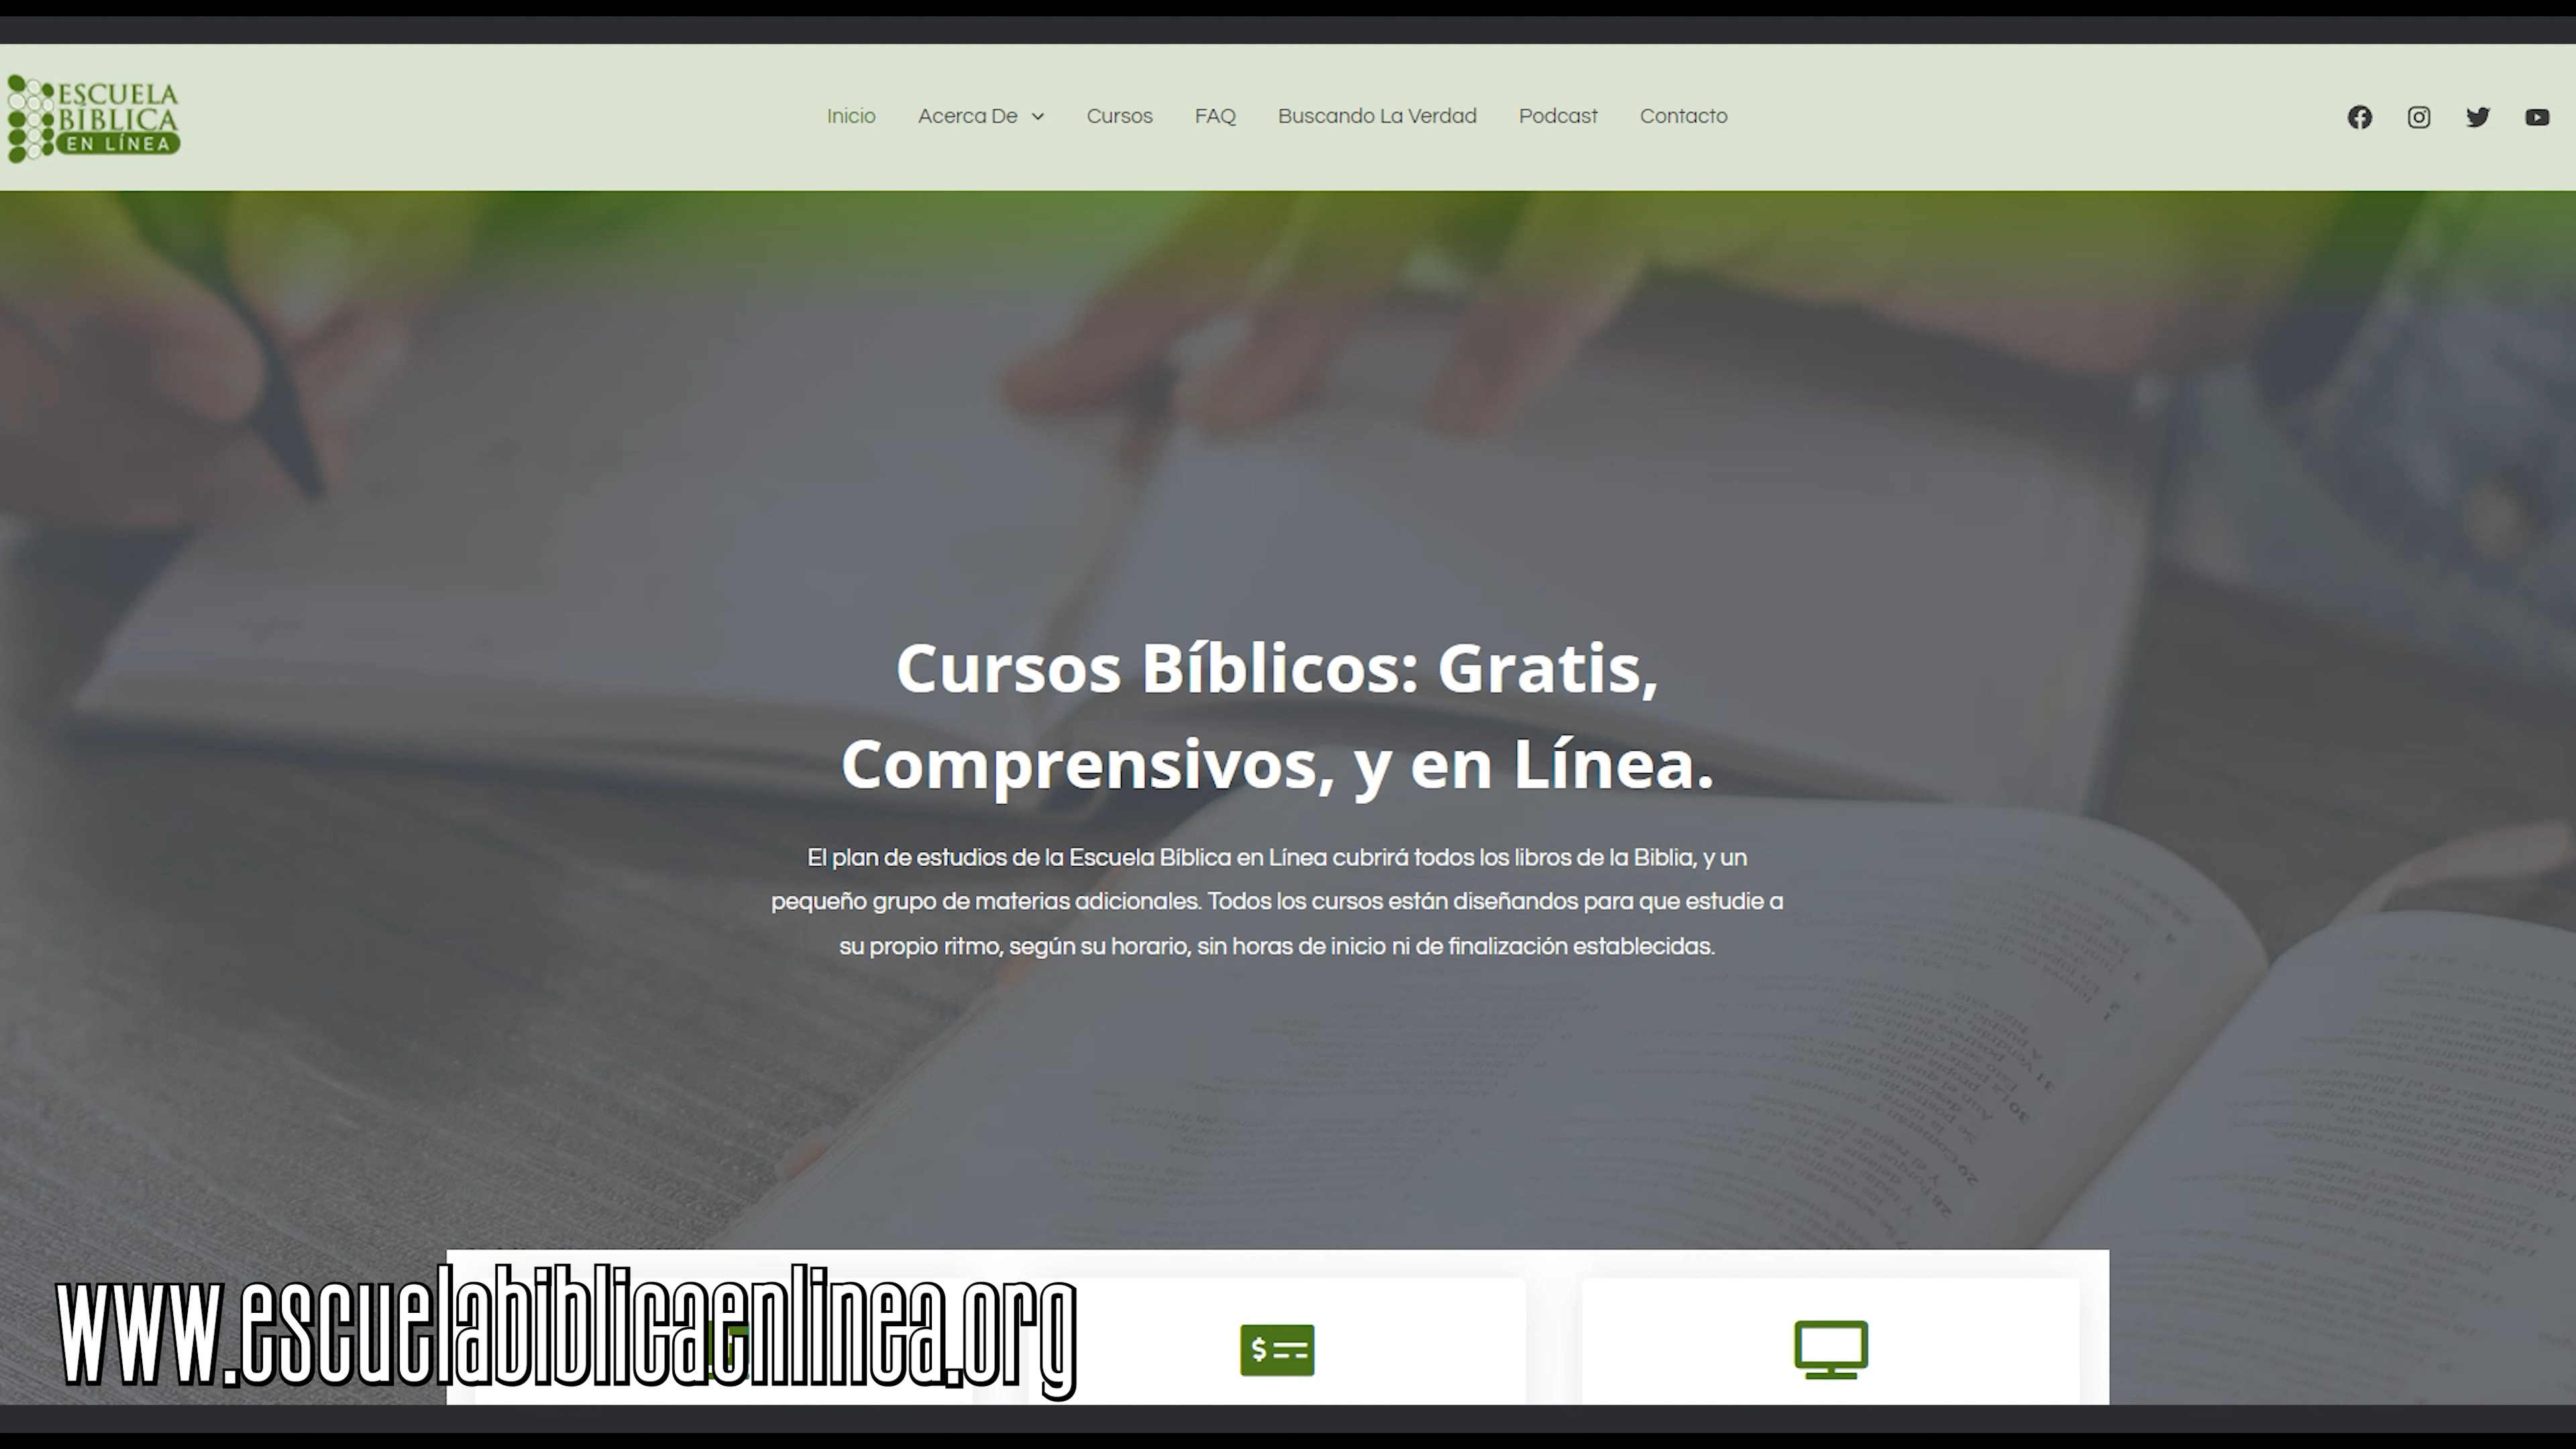 ESCUELA
BÍBLICA
EN LÍNEA
Inicio Acerca De Cursos FAQ Buscando La Verdad Podcast Contacto
Cursos Bíblicos: Gratis,
Comprensivos, y en Línea.
El plan de estudios de la Escuela Bíblica en Línea cubrirá todos los libros de la Biblia, y un
pequeño grupo de materias adicionales. Todos los cursos están diseñandos para que estudie a
su propio ritmo, según su horario, sin horas de inicio ni de finalización establecidas.
www.escuelabiblicaenlinea.org